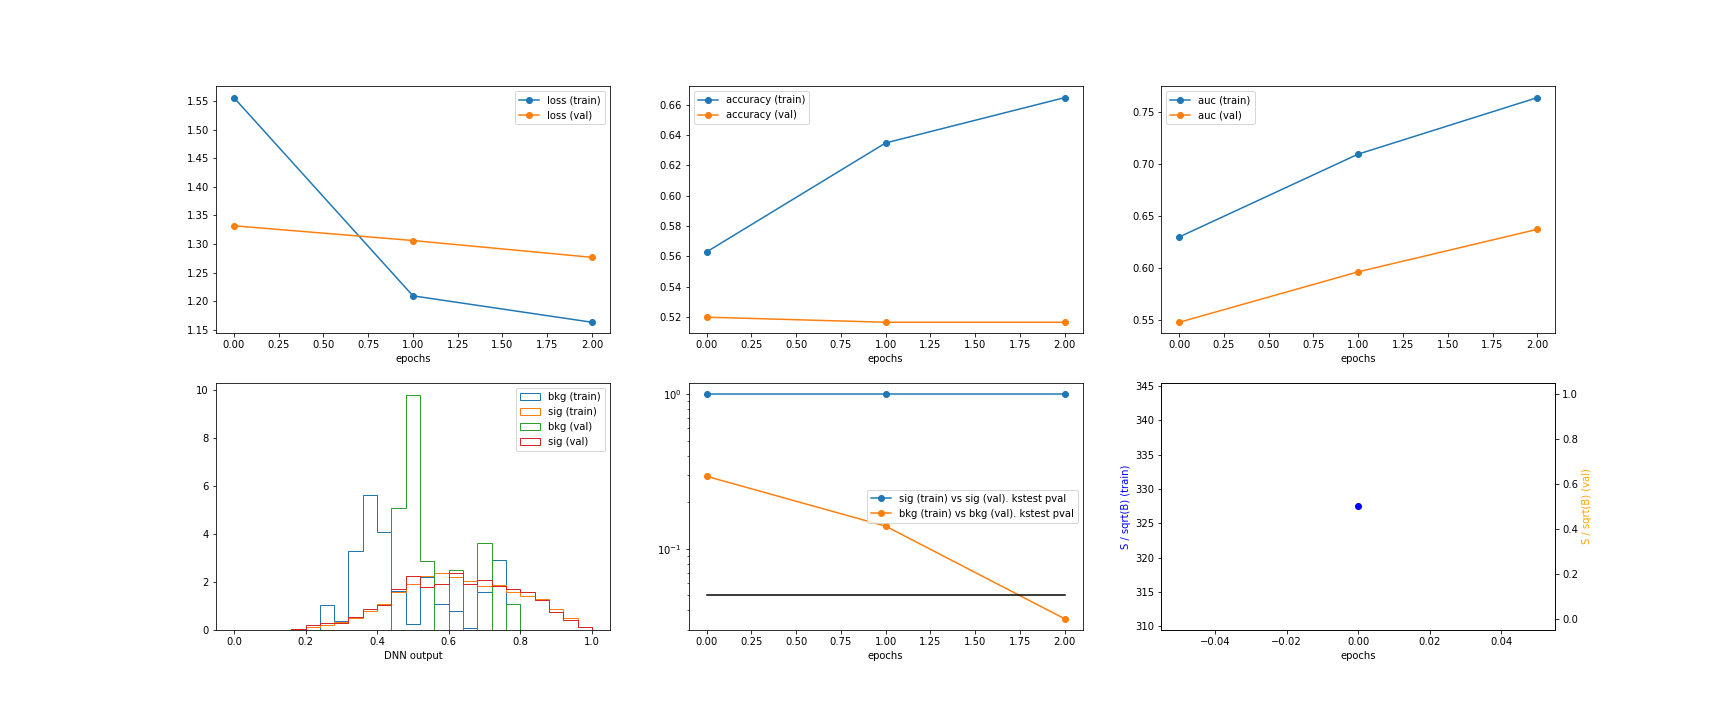 loss (train)
loss (val)
1.55
1.50
1.45
1.40
1.35
1.30
1.25
1.20
1.15
0.00 0.25 0.50 0.75 1.00 1.25 1.50 1.75 2.00
epochs
accuracy (train)
accuracy (val)
0.66
0.64
0.62
0.60
0.58
0.56
0.54
0.52
0.00 0.25 0.50 0.75 1.00 1.25 1.50 1.75 2.00
epochs
auc (train)
auc (val)
0.75
0.70
0.65
0.60
0.55
0.00 0.25 0.50 0.75 1.00 1.25 1.50 1.75 2.00
epochs
bkg (train)
sig (train)
bkg (val)
sig (val)
10
8
6
4
2
0
0.0 0.2 0.4 0.6 0.8 1.0
DNN output
10⁰
10⁻¹
sig (train) vs sig (val). kstest pval
bkg (train) vs bkg (val). kstest pval
0.00 0.25 0.50 0.75 1.00 1.25 1.50 1.75 2.00
epochs
S / sqrt(B) (train)
345
340
335
330
325
320
315
310
−0.04 −0.02 0.00 0.02 0.04
epochs
1.0
0.8
0.6
0.4
0.2
0.0
S / sqrt(B) (val)